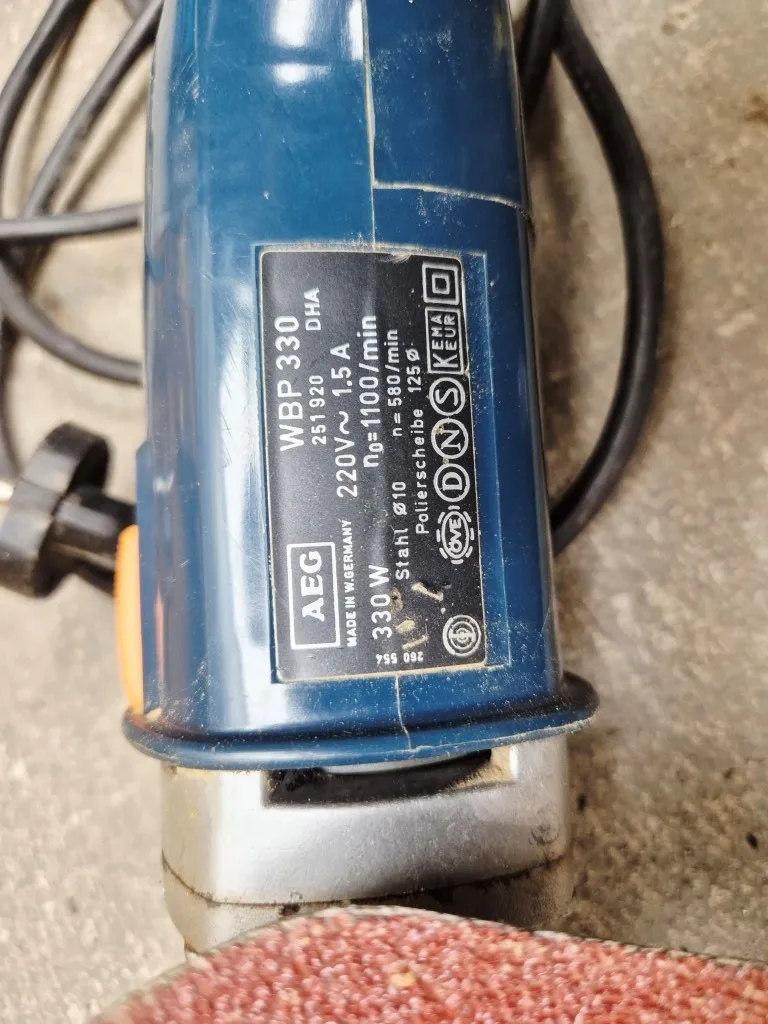 WBP 330
251 920 DHA
AEG
MADE IN W.GERMANY
220V~ 1.5A
330 W
n₀=1100/min
Stahl ø10 n=580/min
Polierscheibe 125ø
ÖVE D N S KEMA KEUR
260 554